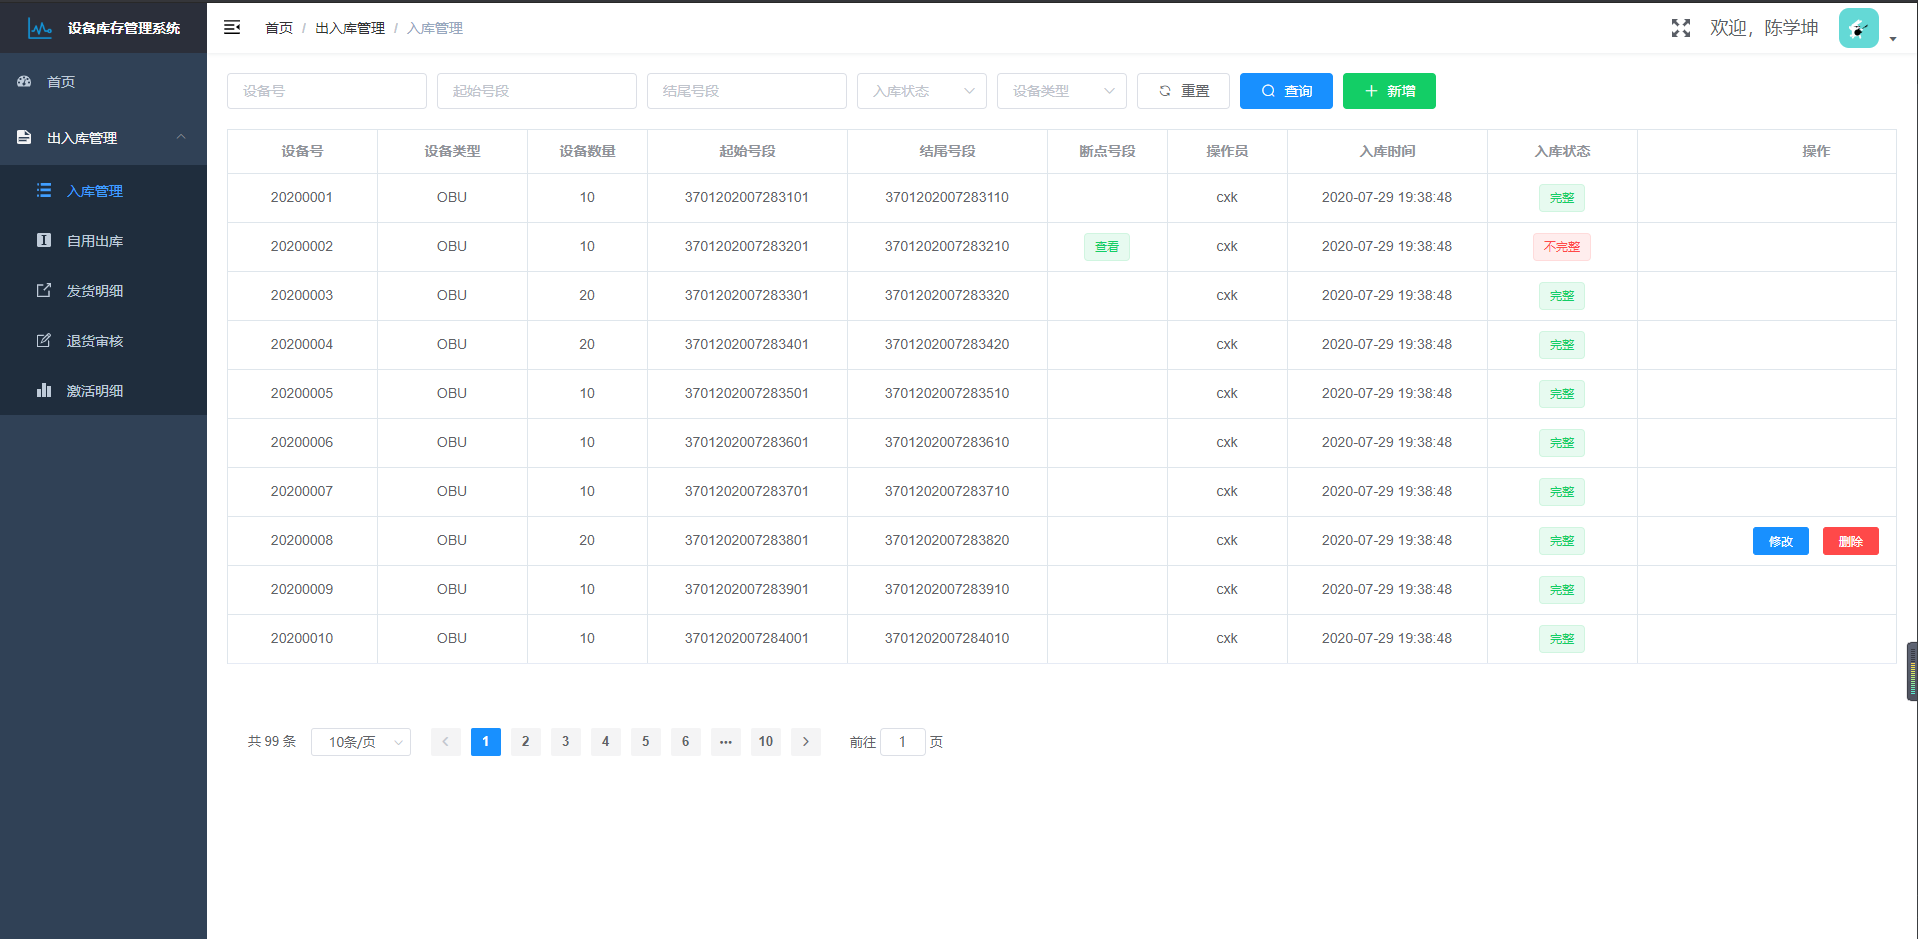 设备库存管理系统
首页 / 出入库管理 / 入库管理
欢迎，陈学坤
首页
出入库管理
入库管理
自用出库
发货明细
退货审核
激活明细
设备号 起始号段 结尾号段 入库状态 设备类型 重置 查询 新增
设备号 设备类型 设备数量 起始号段 结尾号段 断点号段 操作员 入库时间 入库状态 操作
20200001 OBU 10 3701202007283101 3701202007283110 cxk 2020-07-29 19:38:48 完整
20200002 OBU 10 3701202007283201 3701202007283210 查看 cxk 2020-07-29 19:38:48 不完整
20200003 OBU 20 3701202007283301 3701202007283320 cxk 2020-07-29 19:38:48 完整
20200004 OBU 20 3701202007283401 3701202007283420 cxk 2020-07-29 19:38:48 完整
20200005 OBU 10 3701202007283501 3701202007283510 cxk 2020-07-29 19:38:48 完整
20200006 OBU 10 3701202007283601 3701202007283610 cxk 2020-07-29 19:38:48 完整
20200007 OBU 10 3701202007283701 3701202007283710 cxk 2020-07-29 19:38:48 完整
20200008 OBU 20 3701202007283801 3701202007283820 cxk 2020-07-29 19:38:48 完整 修改 删除
20200009 OBU 10 3701202007283901 3701202007283910 cxk 2020-07-29 19:38:48 完整
20200010 OBU 10 3701202007284001 3701202007284010 cxk 2020-07-29 19:38:48 完整
共 99 条 10条/页 1 2 3 4 5 6 ··· 10 前往 1 页